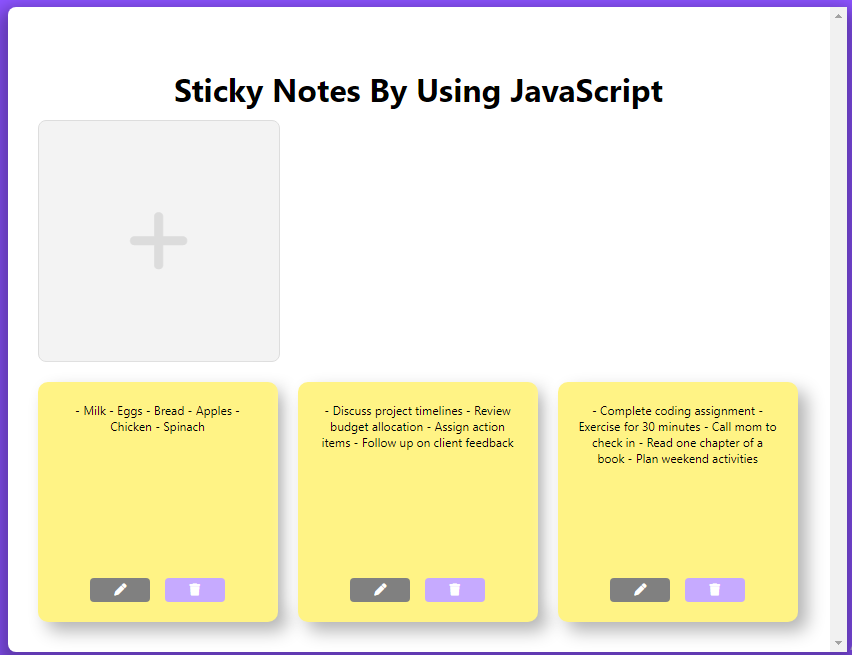 Sticky Notes By Using JavaScript
- Milk - Eggs - Bread - Apples -
Chicken - Spinach
- Discuss project timelines - Review
budget allocation - Assign action
items - Follow up on client feedback
- Complete coding assignment -
Exercise for 30 minutes - Call mom to
check in - Read one chapter of a
book - Plan weekend activities